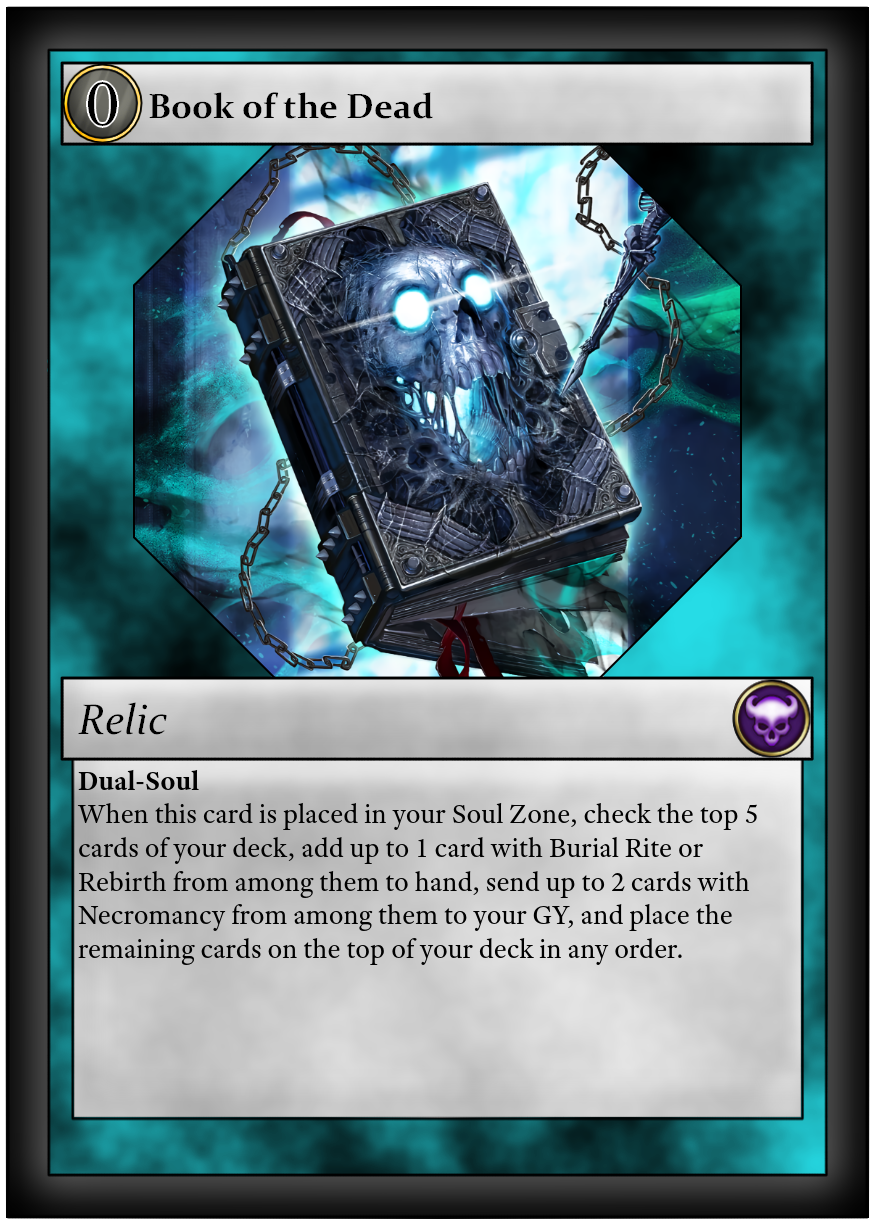 0
Book of the Dead
Relic
Dual-Soul
When this card is placed in your Soul Zone, check the top 5
cards of your deck, add up to 1 card with Burial Rite or
Rebirth from among them to hand, send up to 2 cards with
Necromancy from among them to your GY, and place the
remaining cards on the top of your deck in any order.